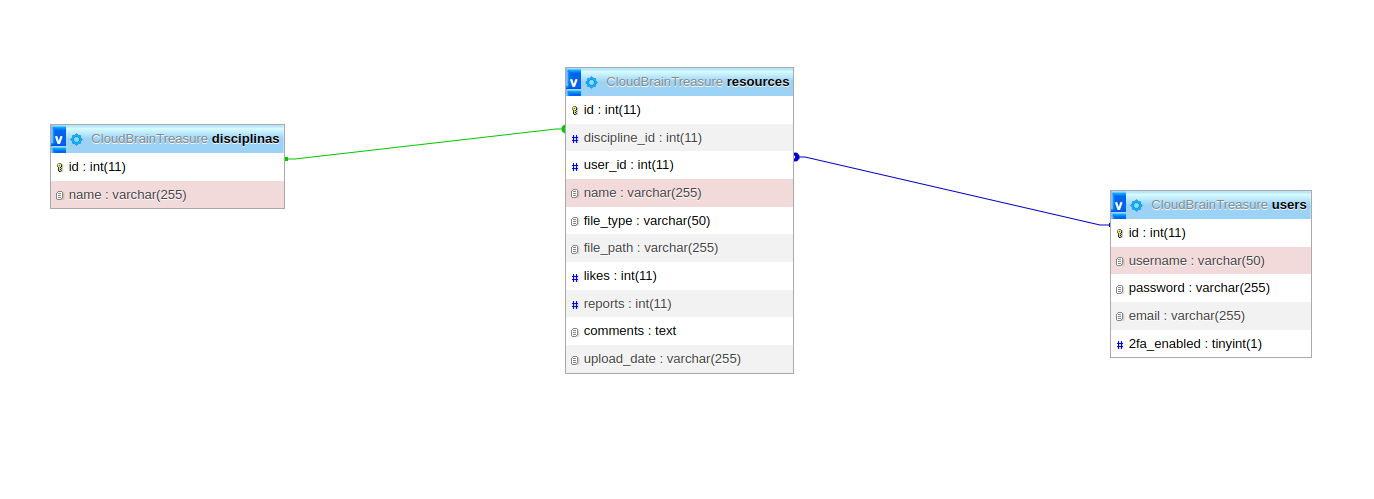 v CloudBrainTreasure disciplinas
id : int(11)
name : varchar(255)
v CloudBrainTreasure resources
id : int(11)
# discipline_id : int(11)
# user_id : int(11)
name : varchar(255)
file_type : varchar(50)
file_path : varchar(255)
# likes : int(11)
# reports : int(11)
comments : text
upload_date : varchar(255)
v CloudBrainTreasure users
id : int(11)
username : varchar(50)
password : varchar(255)
email : varchar(255)
# 2fa_enabled : tinyint(1)